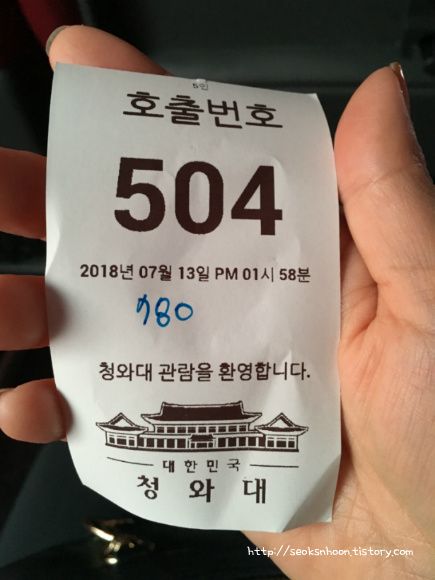 5인
호출번호
504
2018년 07월 13일 PM 01시 58분
980
청와대 관람을 환영합니다.
대한민국
청와대
http://seoksnhoon.tistory.com